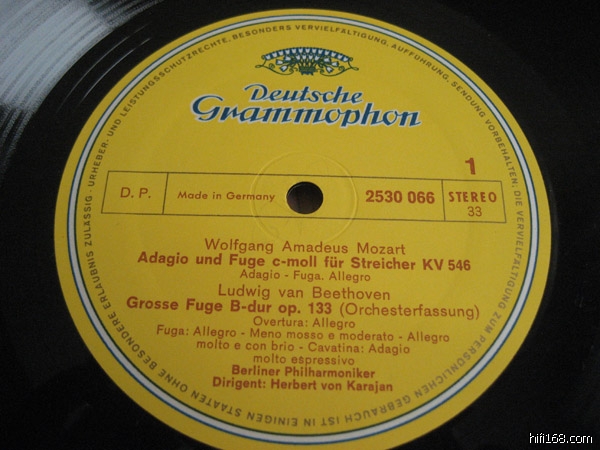 Deutsche
Grammophon
1
D. P.
Made in Germany
2530 066
STEREO
33
Wolfgang Amadeus Mozart
Adagio und Fuge c-moll für Streicher KV 546
Adagio - Fuga. Allegro
Ludwig van Beethoven
Grosse Fuge B-dur op. 133 (Orchesterfassung)
Overtura: Allegro
Fuga: Allegro - Meno mosso e moderato - Allegro
molto e con brio - Cavatina: Adagio
molto espressivo
Berliner Philharmoniker
Dirigent: Herbert von Karajan
URHEBER- UND LEISTUNGSSCHUTZRECHTE, BESONDERS VERVIELFÄLTIGUNG, AUFFÜHRUNG, SENDUNG VORBEHALTEN. DIE VERVIELFÄLTIGUNG ZUM PERSÖNLICHEN GEBRAUCH IST IN EINIGEN STAATEN OHNE BESONDERE ERLAUBNIS ZULÄSSIG ·
hifi168.com